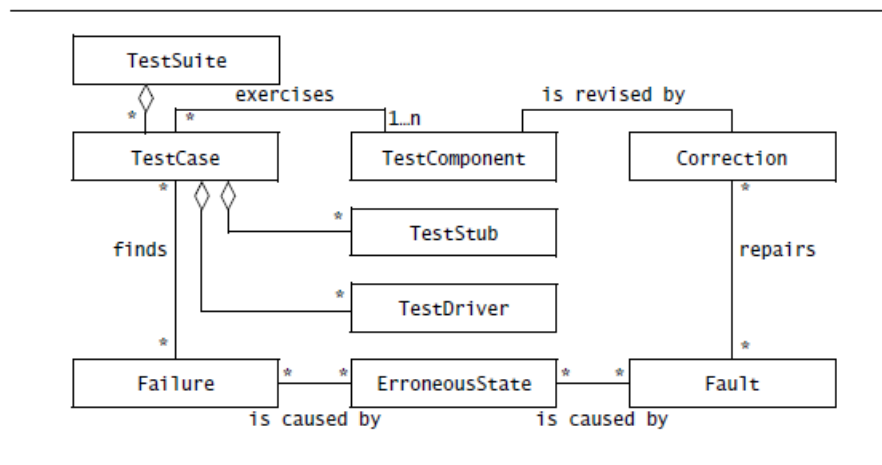 TestSuite
exercises
is revised by
*
*
1…n
TestCase
TestComponent
Correction
*
*
*
TestStub
finds
repairs
*
TestDriver
*
*
Failure
*
*
ErroneousState
*
*
Fault
is caused by
is caused by